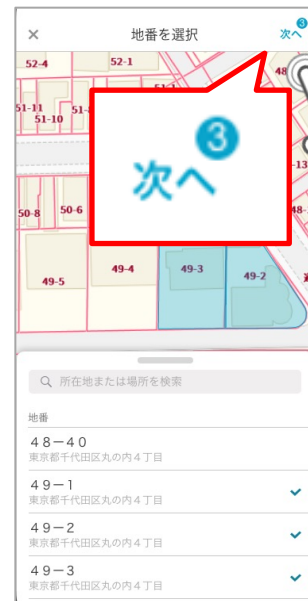 地番を選択
次へ
3
52-4
52-1
48
51-11
51-10
51-
3
次へ
-13
50-8
50-6
48-
49-5
49-4
49-3
49-2
所在地または場所を検索
地番
48-40
東京都千代田区丸の内4丁目
49-1
東京都千代田区丸の内4丁目
49-2
東京都千代田区丸の内4丁目
49-3
東京都千代田区丸の内4丁目